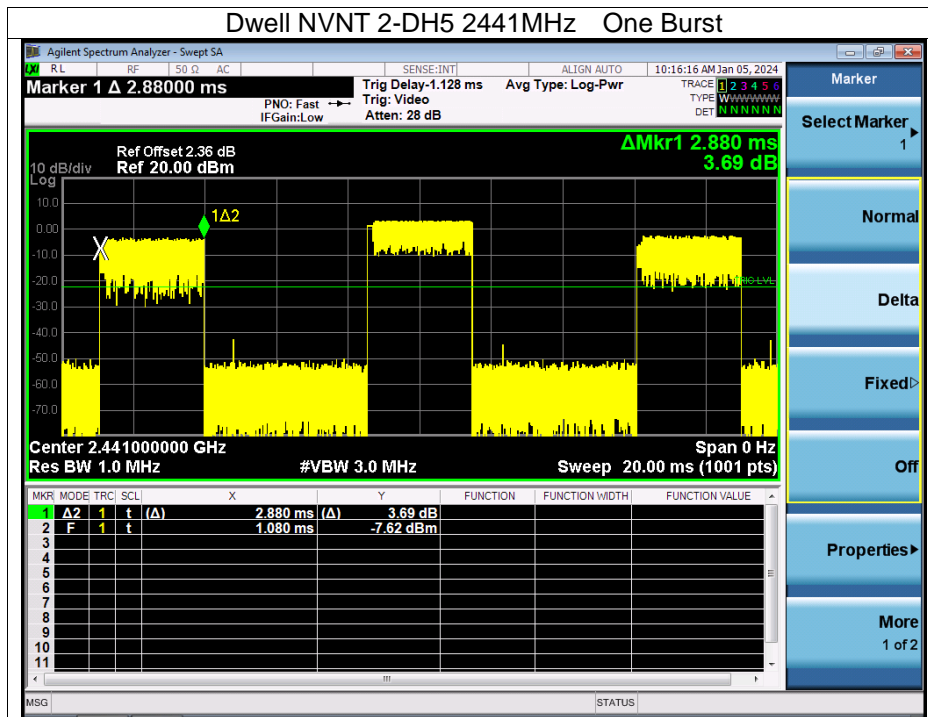 Dwell NVNT 2-DH5 2441MHz One Burst
Agilent Spectrum Analyzer - Swept SA
LXI RL RF 50 Ω AC SENSE:INT ALIGN AUTO 10:16:16 AM Jan 05, 2024
Marker 1 Δ 2.88000 ms
Trig Delay-1.128 ms Avg Type: Log-Pwr
TRACE 1 2 3 4 5 6
PNO: Fast Trig: Video
TYPE WWWWWW
IFGain:Low Atten: 28 dB
DET N N N N N N
Marker
Select Marker
1
Normal
Delta
Fixed
Off
Properties
More
1 of 2
ΔMkr1 2.880 ms
3.69 dB
Ref Offset 2.36 dB
10 dB/div Ref 20.00 dBm
Log
10.0
0.00
-10.0
-20.0
-30.0
-40.0
-50.0
-60.0
-70.0
X
1Δ2
TRIG LVL
Center 2.441000000 GHz Span 0 Hz
Res BW 1.0 MHz #VBW 3.0 MHz Sweep 20.00 ms (1001 pts)
MKR MODE TRC SCL X Y FUNCTION FUNCTION WIDTH FUNCTION VALUE
1 Δ2 1 t (Δ) 2.880 ms (Δ) 3.69 dB
2 F 1 t 1.080 ms -7.62 dBm
3
4
5
6
7
8
9
10
11
MSG STATUS